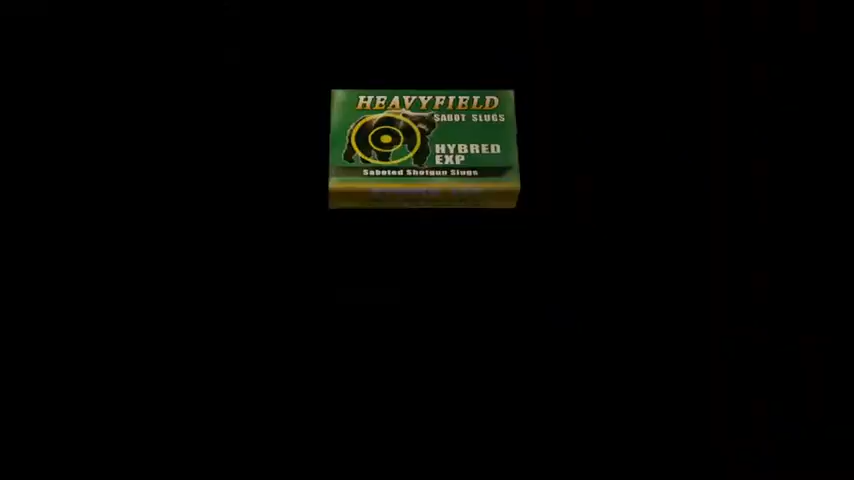 HEAVYFIELD
SABOT SLUGS
HYBRED
EXP
Saboted Shotgun Slugs